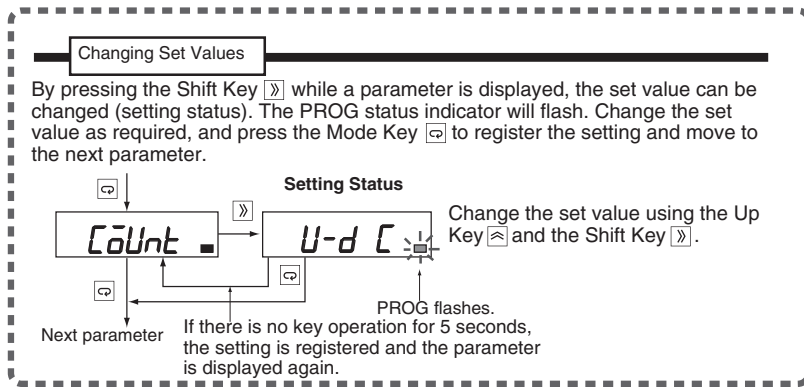 Changing Set Values
By pressing the Shift Key » while a parameter is displayed, the set value can be
changed (setting status). The PROG status indicator will flash. Change the set
value as required, and press the Mode Key to register the setting and move to
the next parameter.
Setting Status
CoUnt
U-d C
Change the set value using the Up
Key and the Shift Key » .
PROG flashes.
Next parameter
If there is no key operation for 5 seconds,
the setting is registered and the parameter
is displayed again.